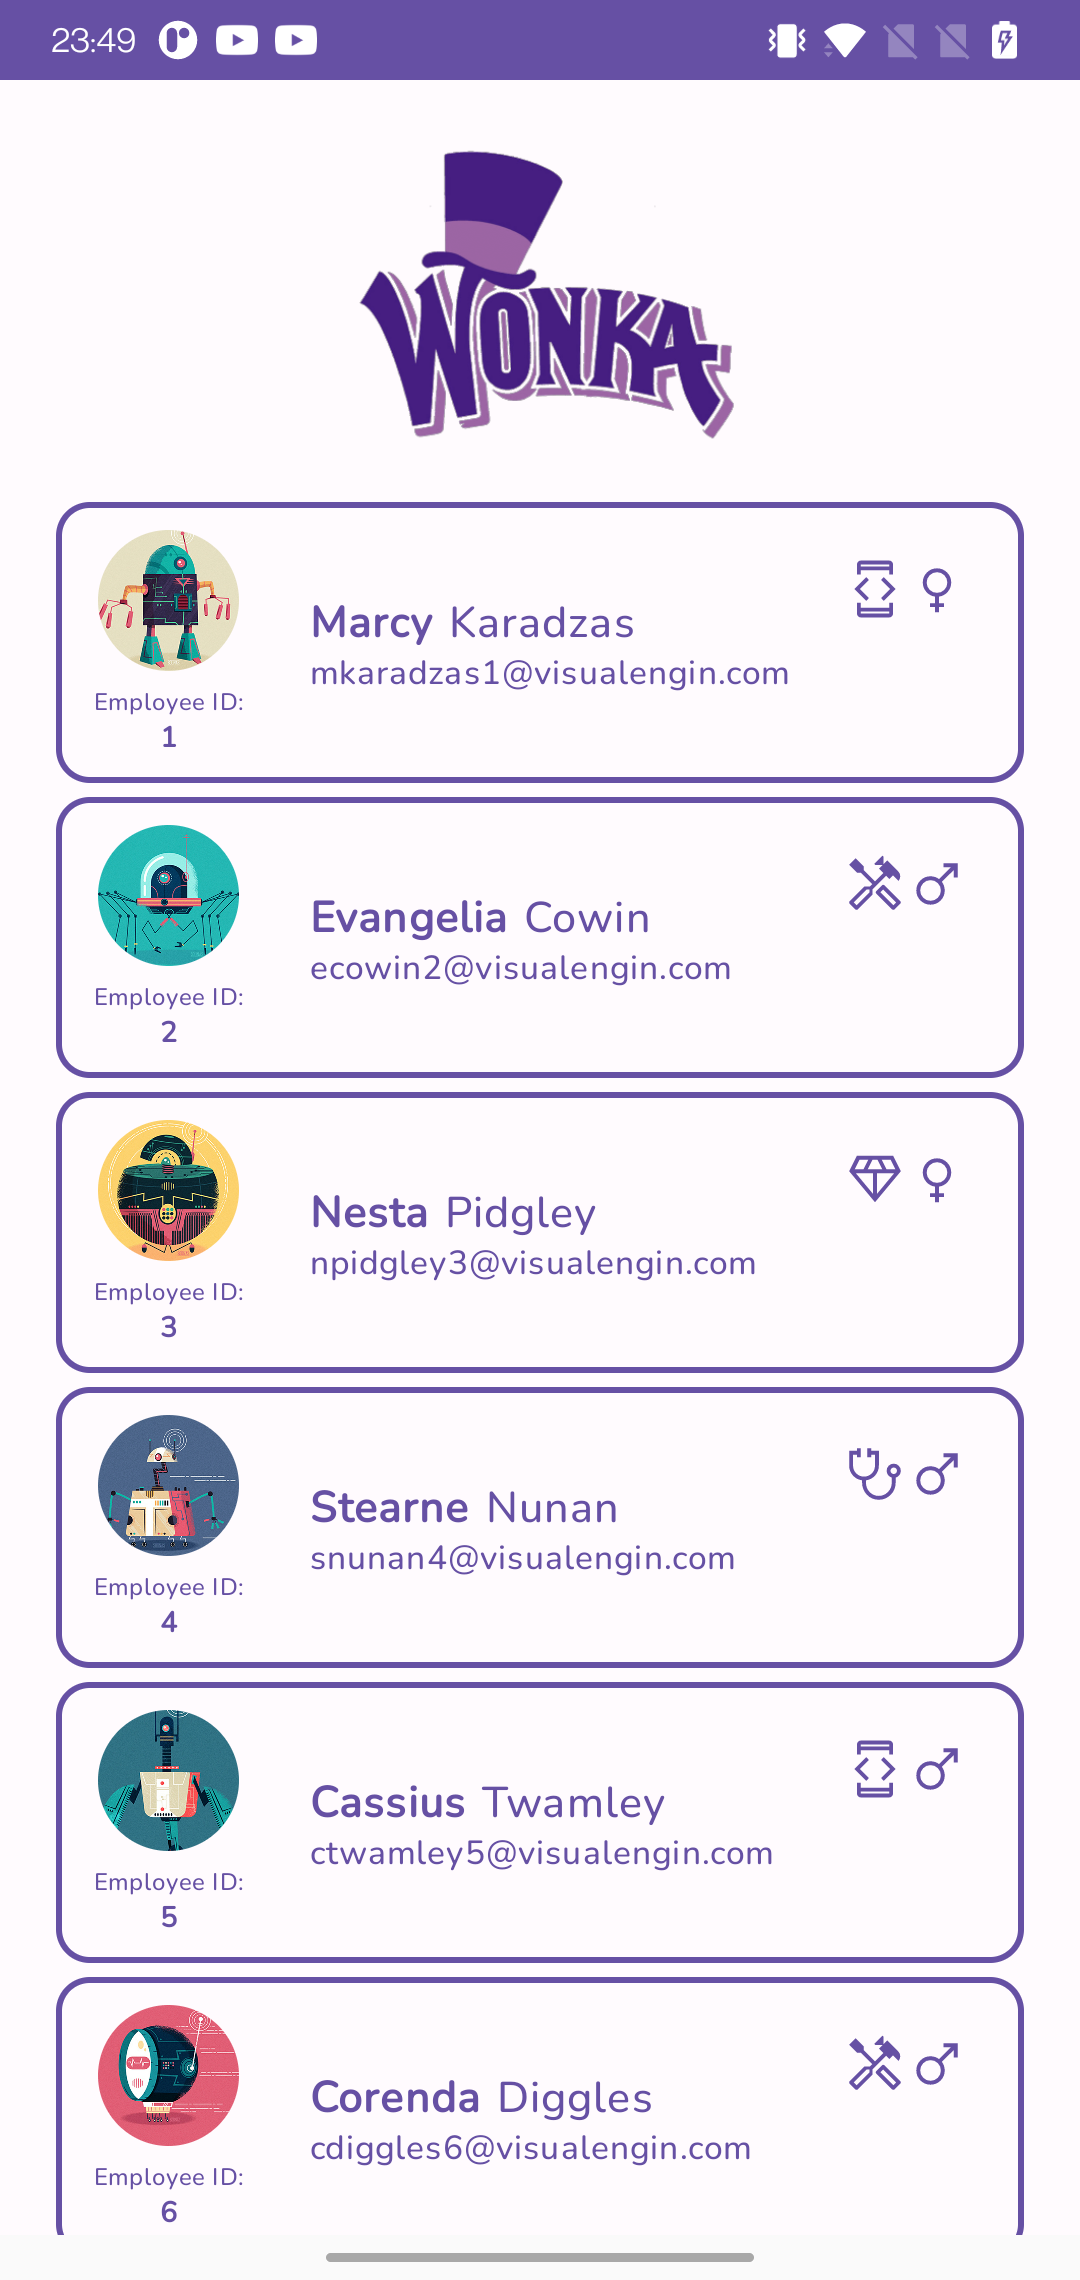 23:49
WONKA
Marcy Karadzas
mkaradzas1@visualengin.com
Employee ID:
1
Evangelia Cowin
ecowin2@visualengin.com
Employee ID:
2
Nesta Pidgley
npidgley3@visualengin.com
Employee ID:
3
Stearne Nunan
snunan4@visualengin.com
Employee ID:
4
Cassius Twamley
ctwamley5@visualengin.com
Employee ID:
5
Corenda Diggles
cdiggles6@visualengin.com
Employee ID:
6